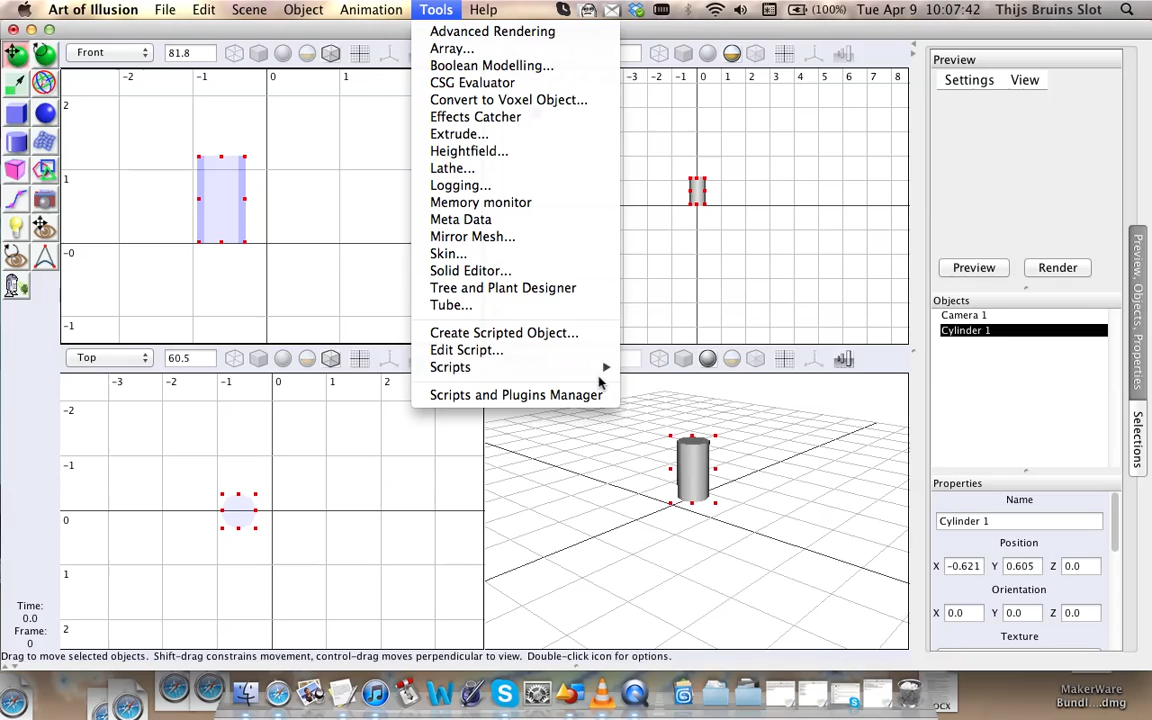 Art of Illusion File Edit Scene Object Animation Tools Help (100%) Tue Apr 9 10:07:42 Thijs Bruins Slot
Front 81.8
-2 -1 0 1
2
1
-0
-1
-3 -2 -1 0 1 2 3 4 5 6 7 8
Advanced Rendering
Array...
Boolean Modelling...
CSG Evaluator
Convert to Voxel Object...
Effects Catcher
Extrude...
Heightfield...
Lathe...
Logging...
Memory monitor
Meta Data
Mirror Mesh...
Skin...
Solid Editor...
Tree and Plant Designer
Tube...
Create Scripted Object...
Edit Script...
Scripts
Scripts and Plugins Manager
Top 60.5
-3 -2 -1 0 1
-2
-1
0
1
2
Preview
Settings View
Preview Render
Objects
Camera 1
Cylinder 1
Properties
Name
Cylinder 1
Position
X -0.621 Y 0.605 Z 0.0
Orientation
X 0.0 Y 0.0 Z 0.0
Texture
Preview, Objects, Properties
Selections
Time:
0.0
Frame:
0
Drag to move selected objects. Shift-drag constrains movement, control-drag moves perpendicular to view. Double-click icon for options.
DOCX
MakerWare
Bundl....dmg